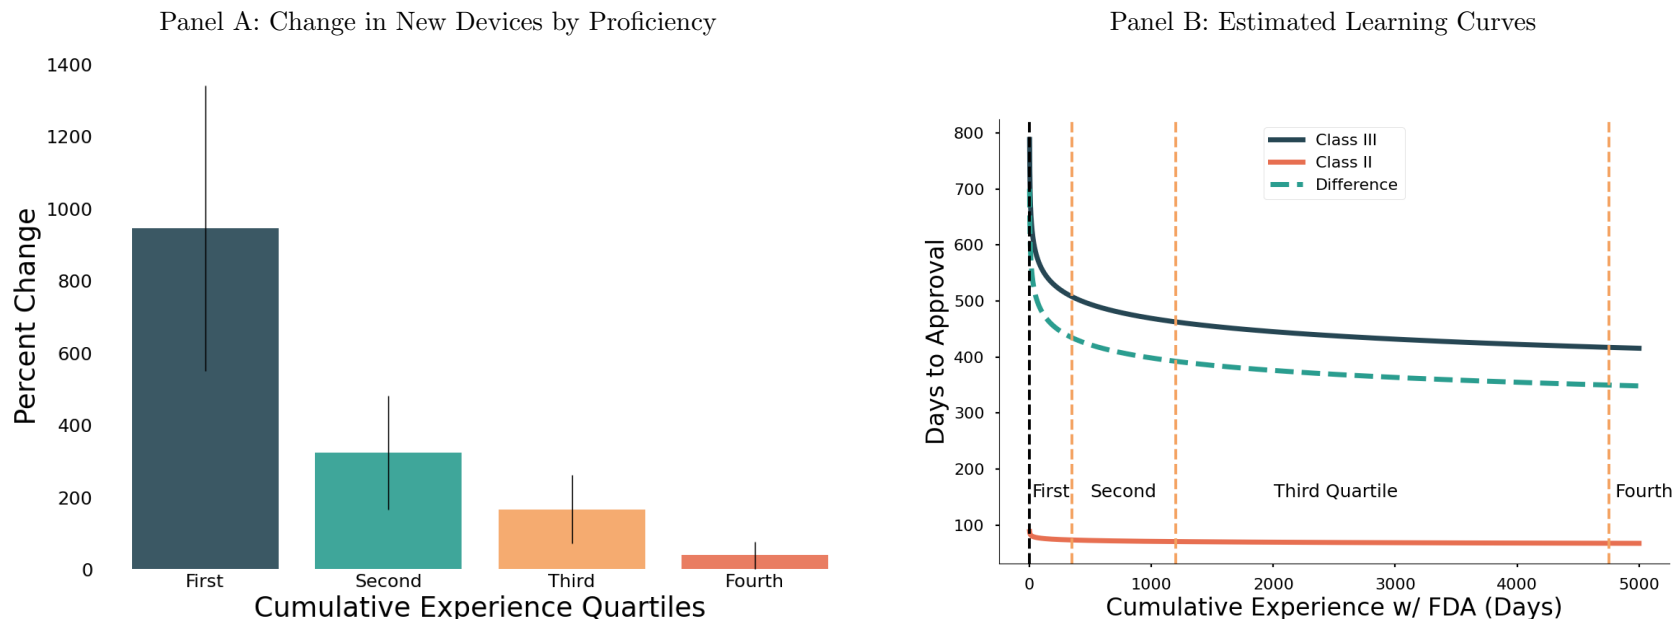 Panel A: Change in New Devices by Proficiency
1400
1200
1000
800
600
400
200
0
Percent Change
First
Second
Third
Fourth
Cumulative Experience Quartiles
Panel B: Estimated Learning Curves
800
700
600
500
400
300
200
100
Days to Approval
Class III
Class II
Difference
First
Second
Third Quartile
Fourth
0
1000
2000
3000
4000
5000
Cumulative Experience w/ FDA (Days)